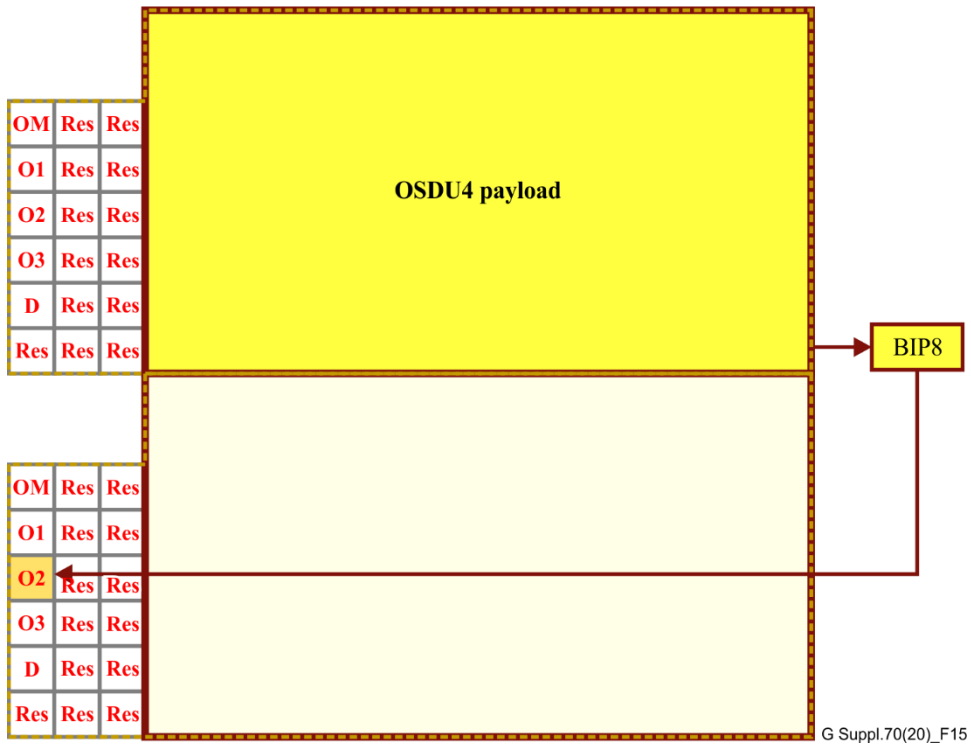 OM Res Res
O1 Res Res
O2 Res Res
O3 Res Res
D Res Res
Res Res Res
OSDU4 payload
BIP8
OM Res Res
O1 Res Res
O2 Res Res
O3 Res Res
D Res Res
Res Res Res
G Suppl.70(20)_F15